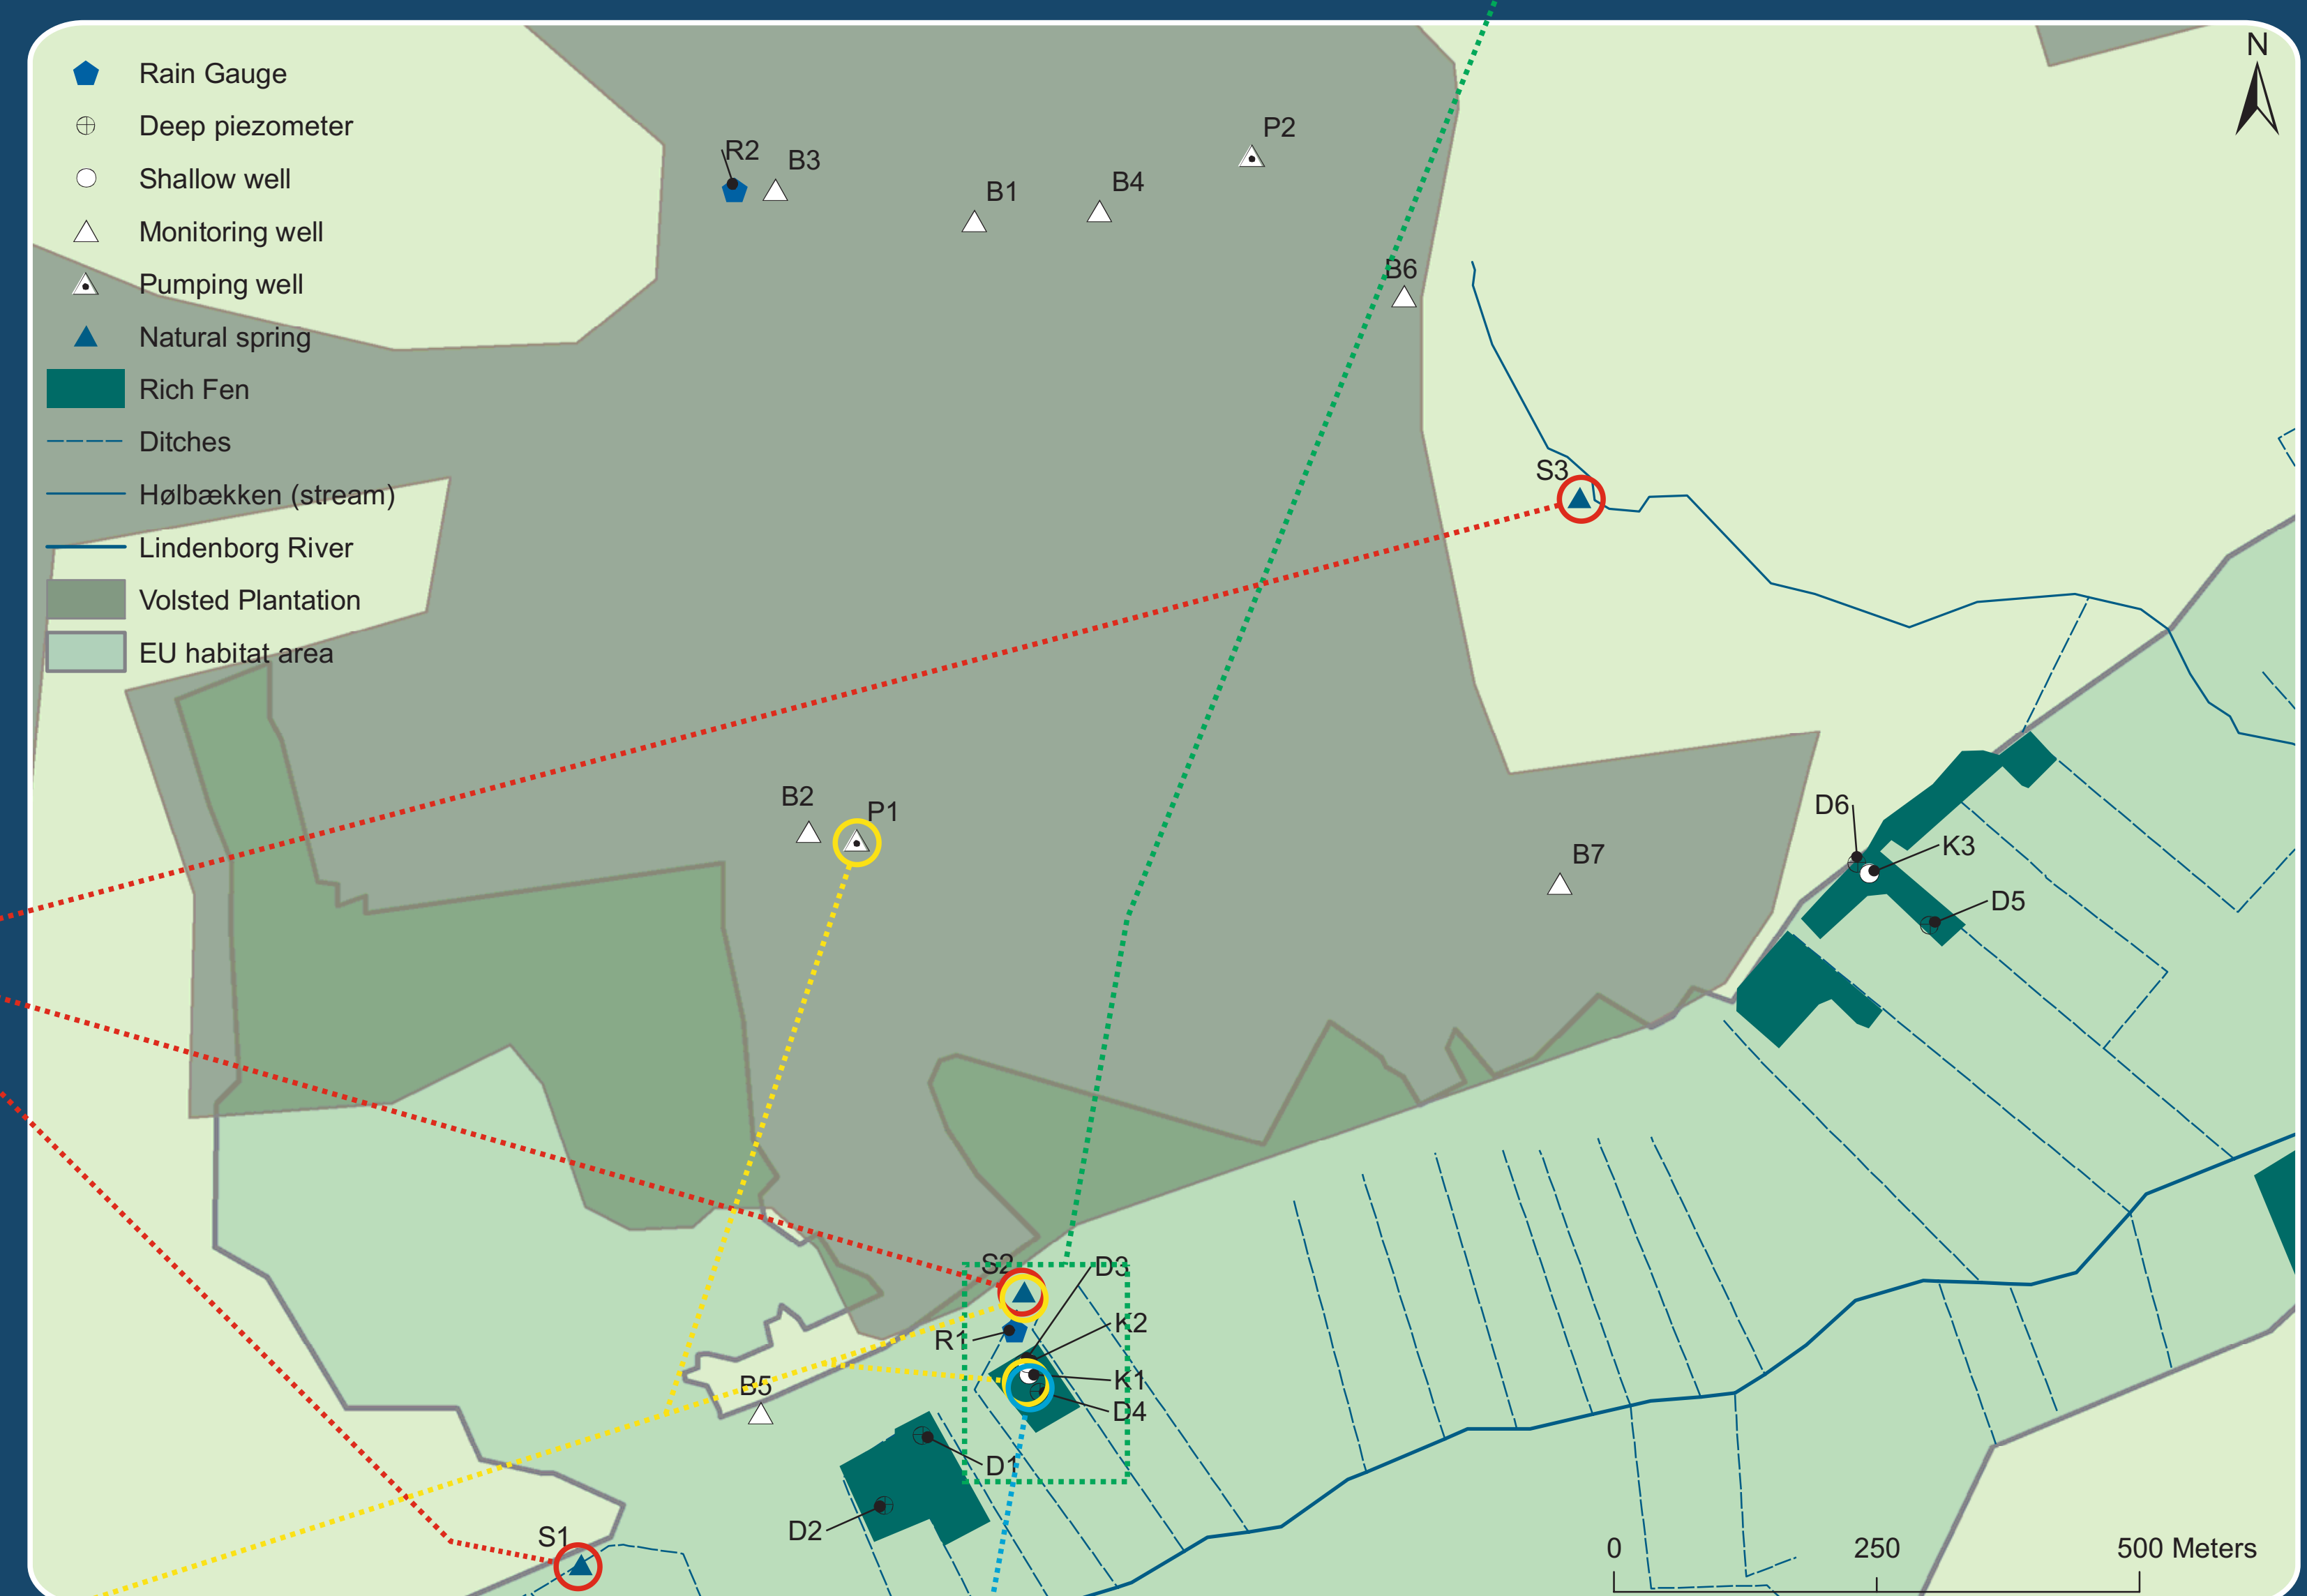 N
Rain Gauge
Deep piezometer
Shallow well
Monitoring well
Pumping well
Natural spring
Rich Fen
Ditches
Hølbækken (stream)
Lindenborg River
Volsted Plantation
EU habitat area
P2
R2
B3
B4
B1
B6
S3
B2
P1
D6
K3
B7
D5
S2
D3
K2
R1
K1
B5
D4
D1
D2
S1
0 250 500 Meters